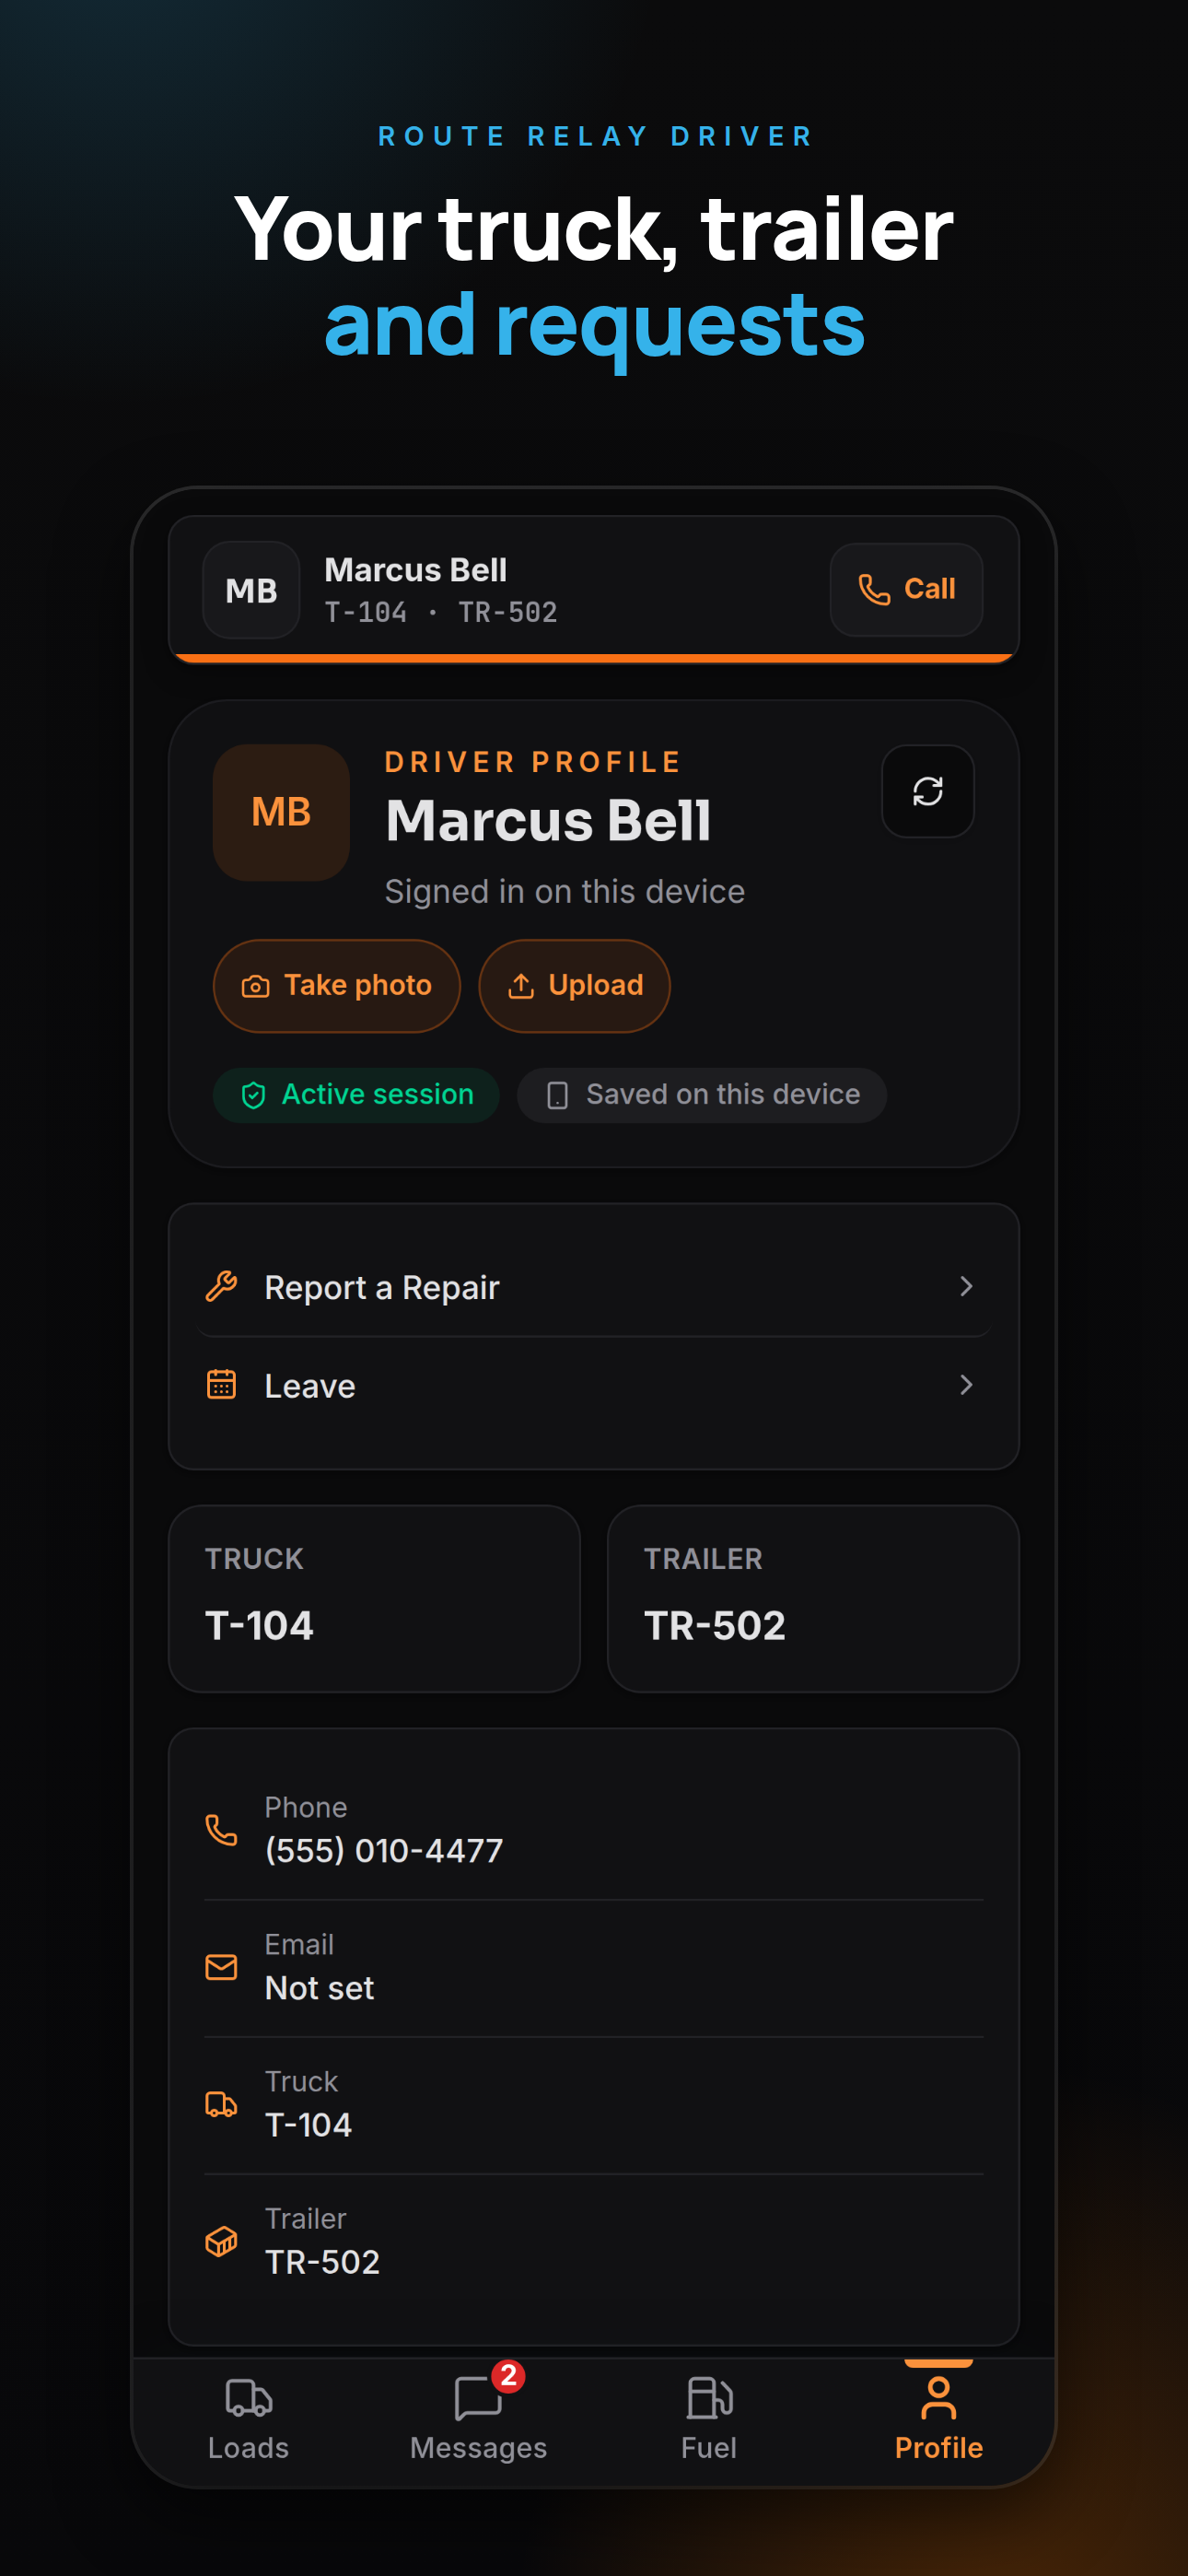 ROUTE RELAY DRIVER
Your truck, trailer
and requests
MB
Marcus Bell
T-104 · TR-502
Call
MB
DRIVER PROFILE
Marcus Bell
Signed in on this device
Take photo
Upload
Active session
Saved on this device
Report a Repair
Leave
TRUCK
T-104
TRAILER
TR-502
Phone
(555) 010-4477
Email
Not set
Truck
T-104
Trailer
TR-502
2
Loads
Messages
Fuel
Profile